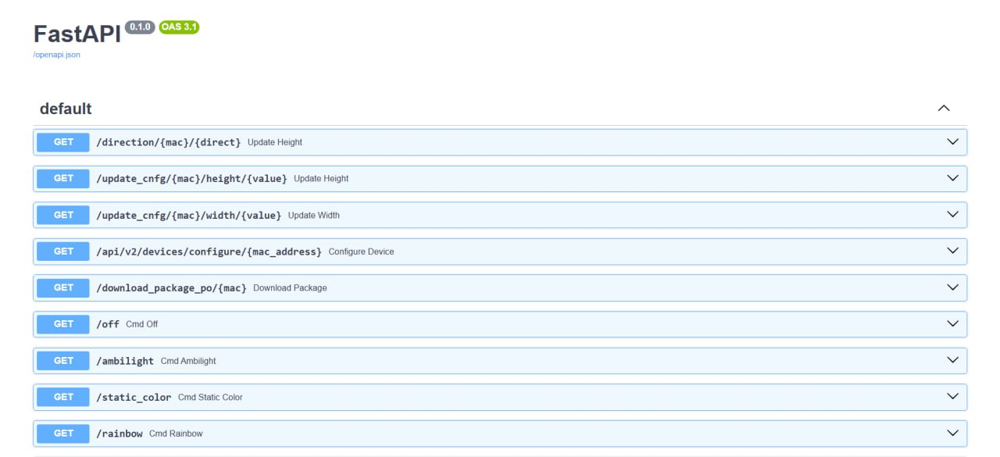 FastAPI 0.1.0 OAS 3.1
/openapi.json
default
GET /direction/{mac}/{direct} Update Height
GET /update_cnfg/{mac}/height/{value} Update Height
GET /update_cnfg/{mac}/width/{value} Update Width
GET /api/v2/devices/configure/{mac_address} Configure Device
GET /download_package_po/{mac} Download Package
GET /off Cmd Off
GET /ambilight Cmd Ambilight
GET /static_color Cmd Static Color
GET /rainbow Cmd Rainbow